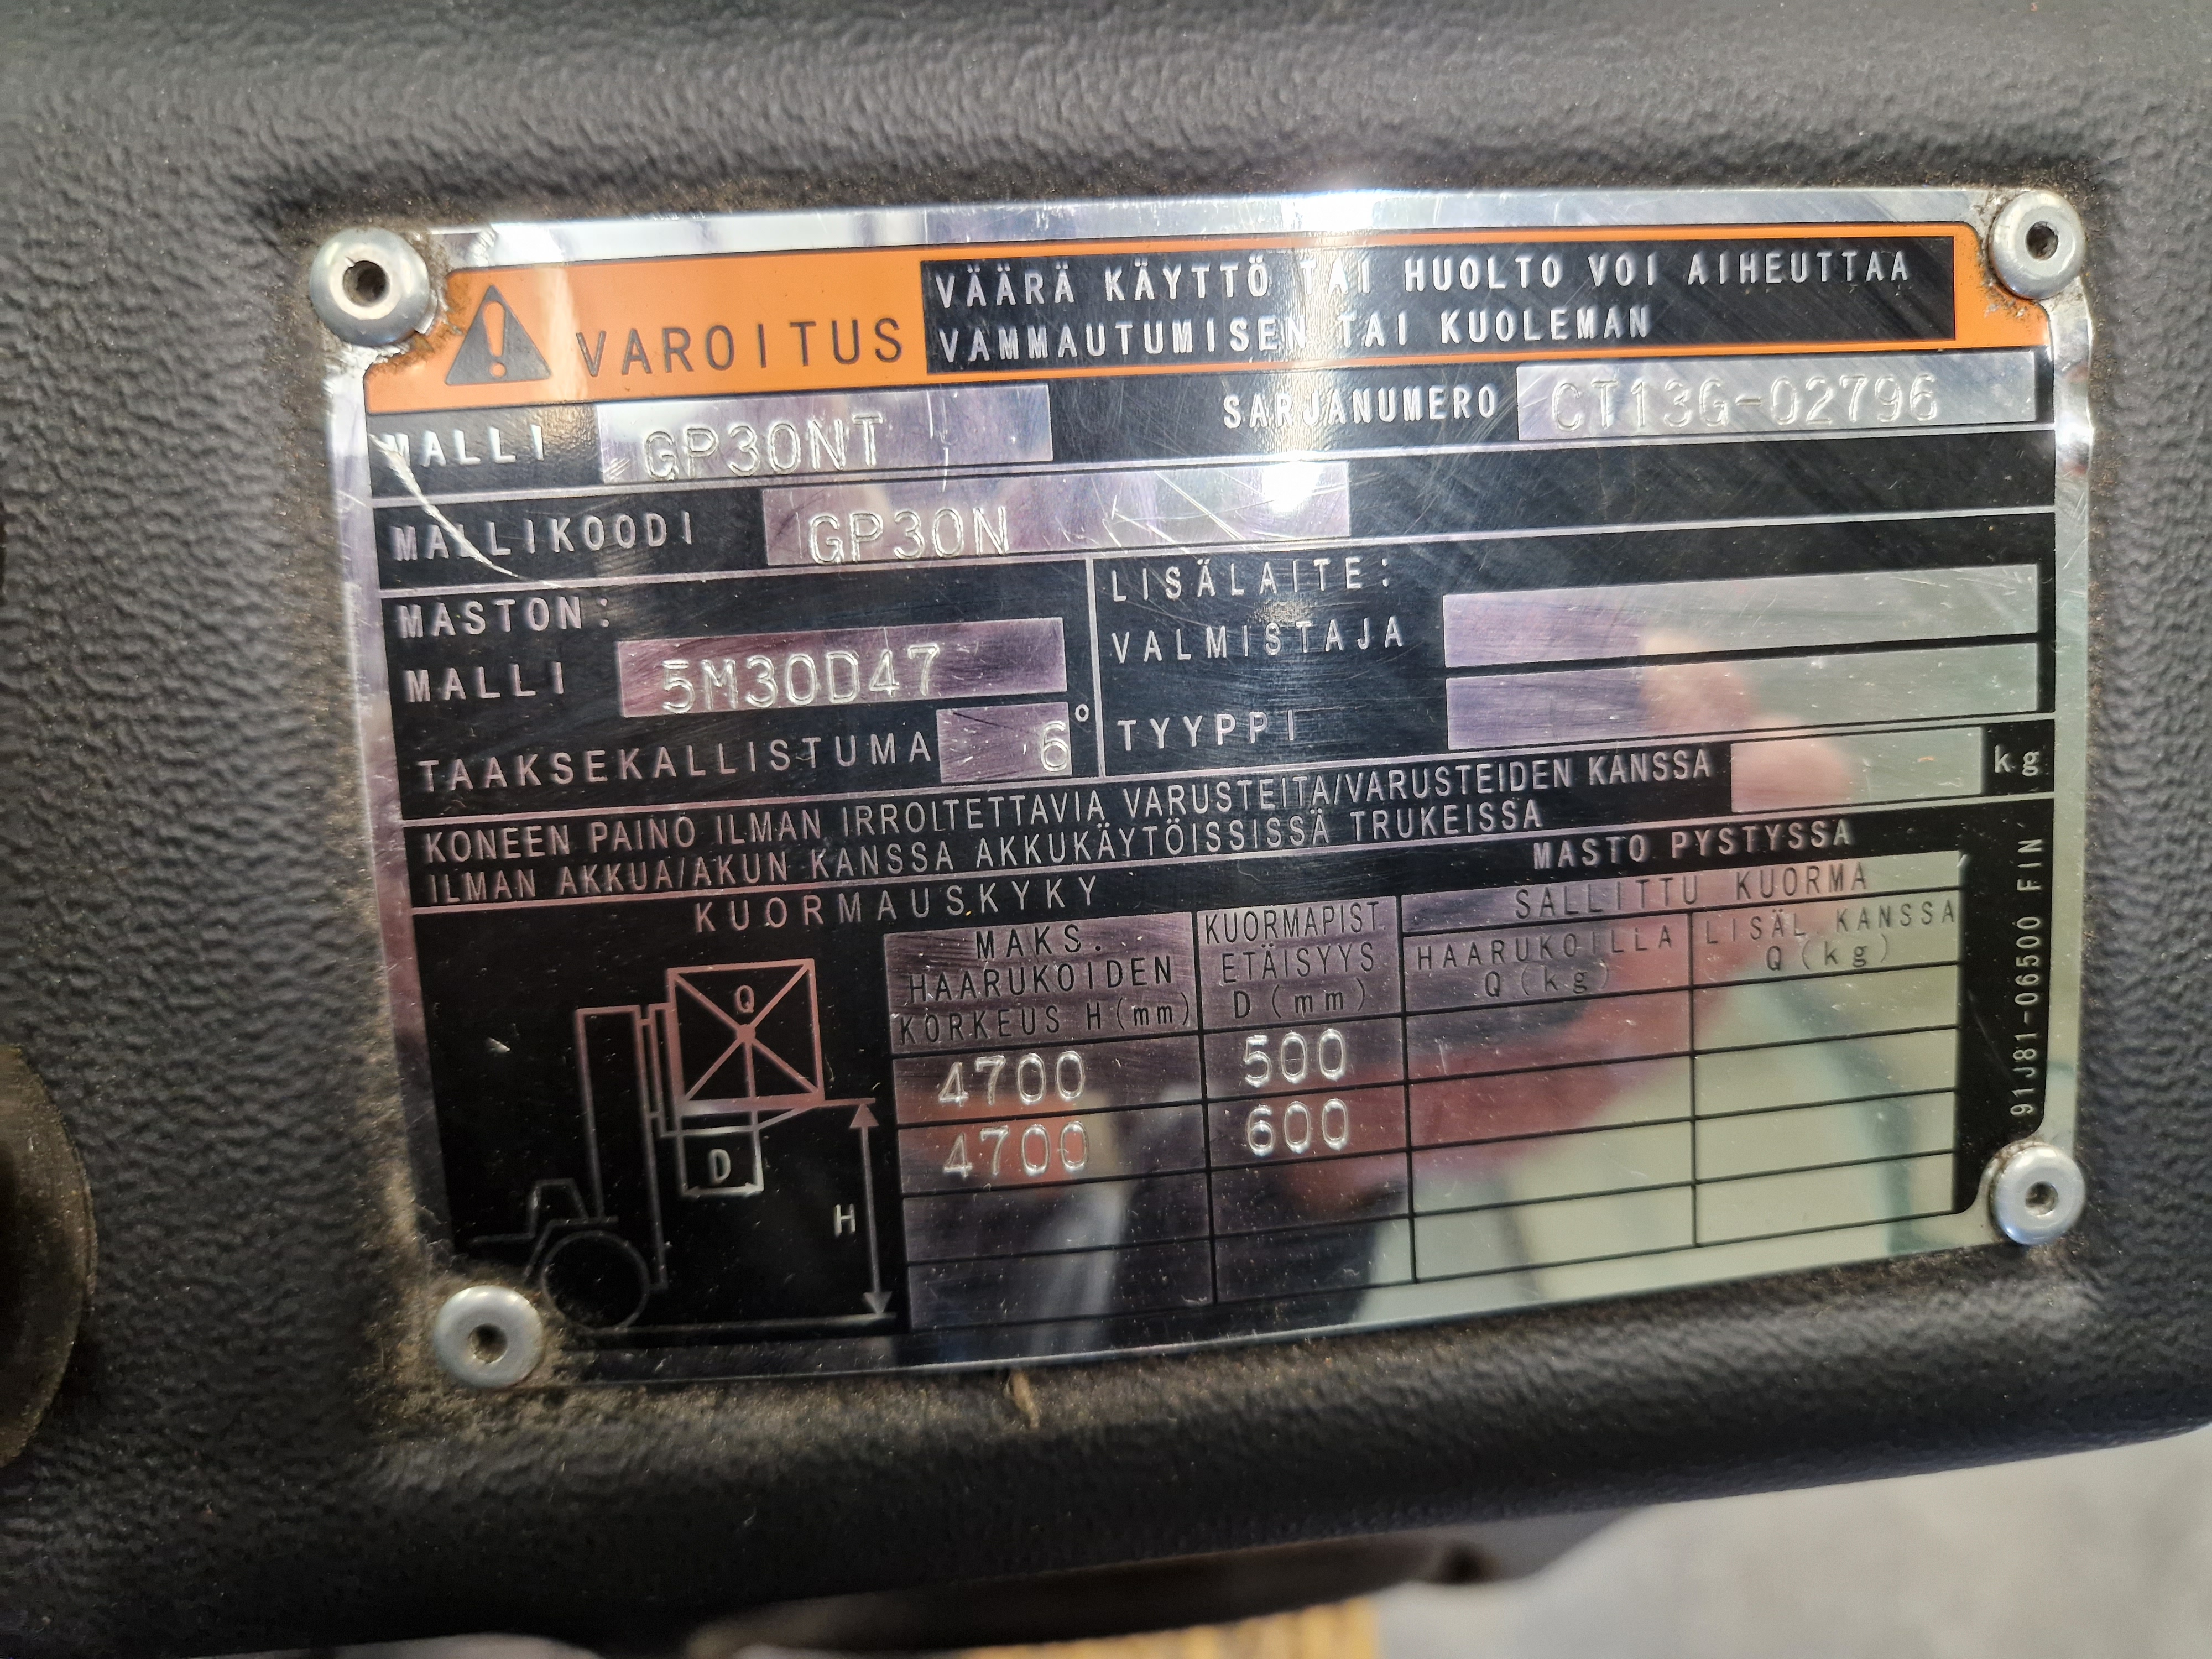 VAROITUS
VÄÄRÄ KÄYTTÖ TAI HUOLTO VOI AIHEUTTAA
VAMMAUTUMISEN TAI KUOLEMAN
MALLI GP30NT SARJANUMERO CT13G-02796
MALLIKOODI GP30N
MASTON:
MALLI 5M30D47
TAAKSEKALLISTUMA 6°
LISÄLAITE:
VALMISTAJA
TYYPPI
KONEEN PAINO ILMAN IRROITETTAVIA VARUSTEITA/VARUSTEIDEN KANSSA kg
ILMAN AKKUA/AKUN KANSSA AKKUKÄYTÖISSISSÄ TRUKEISSA
KUORMAUSKYKY
MASTO PYSTYSSA
MAKS.
HAARUKOIDEN
KORKEUS H(mm)
KUORMAPIST.
ETÄISYYS
D(mm)
SALLITTU KUORMA
HAARUKOILLA
Q(kg)
LISÄL.KANSSA
Q(kg)
4700 500
4700 600
Q
D
H
91J81-06500 FIN